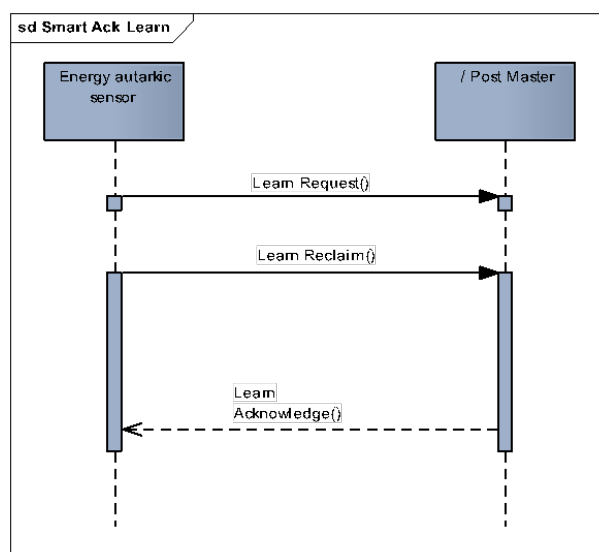 sd Smart Ack Learn
Energy autarkic
sensor
/ Post Master
Learn Request()
Learn Reclaim()
Learn
Acknowledge()